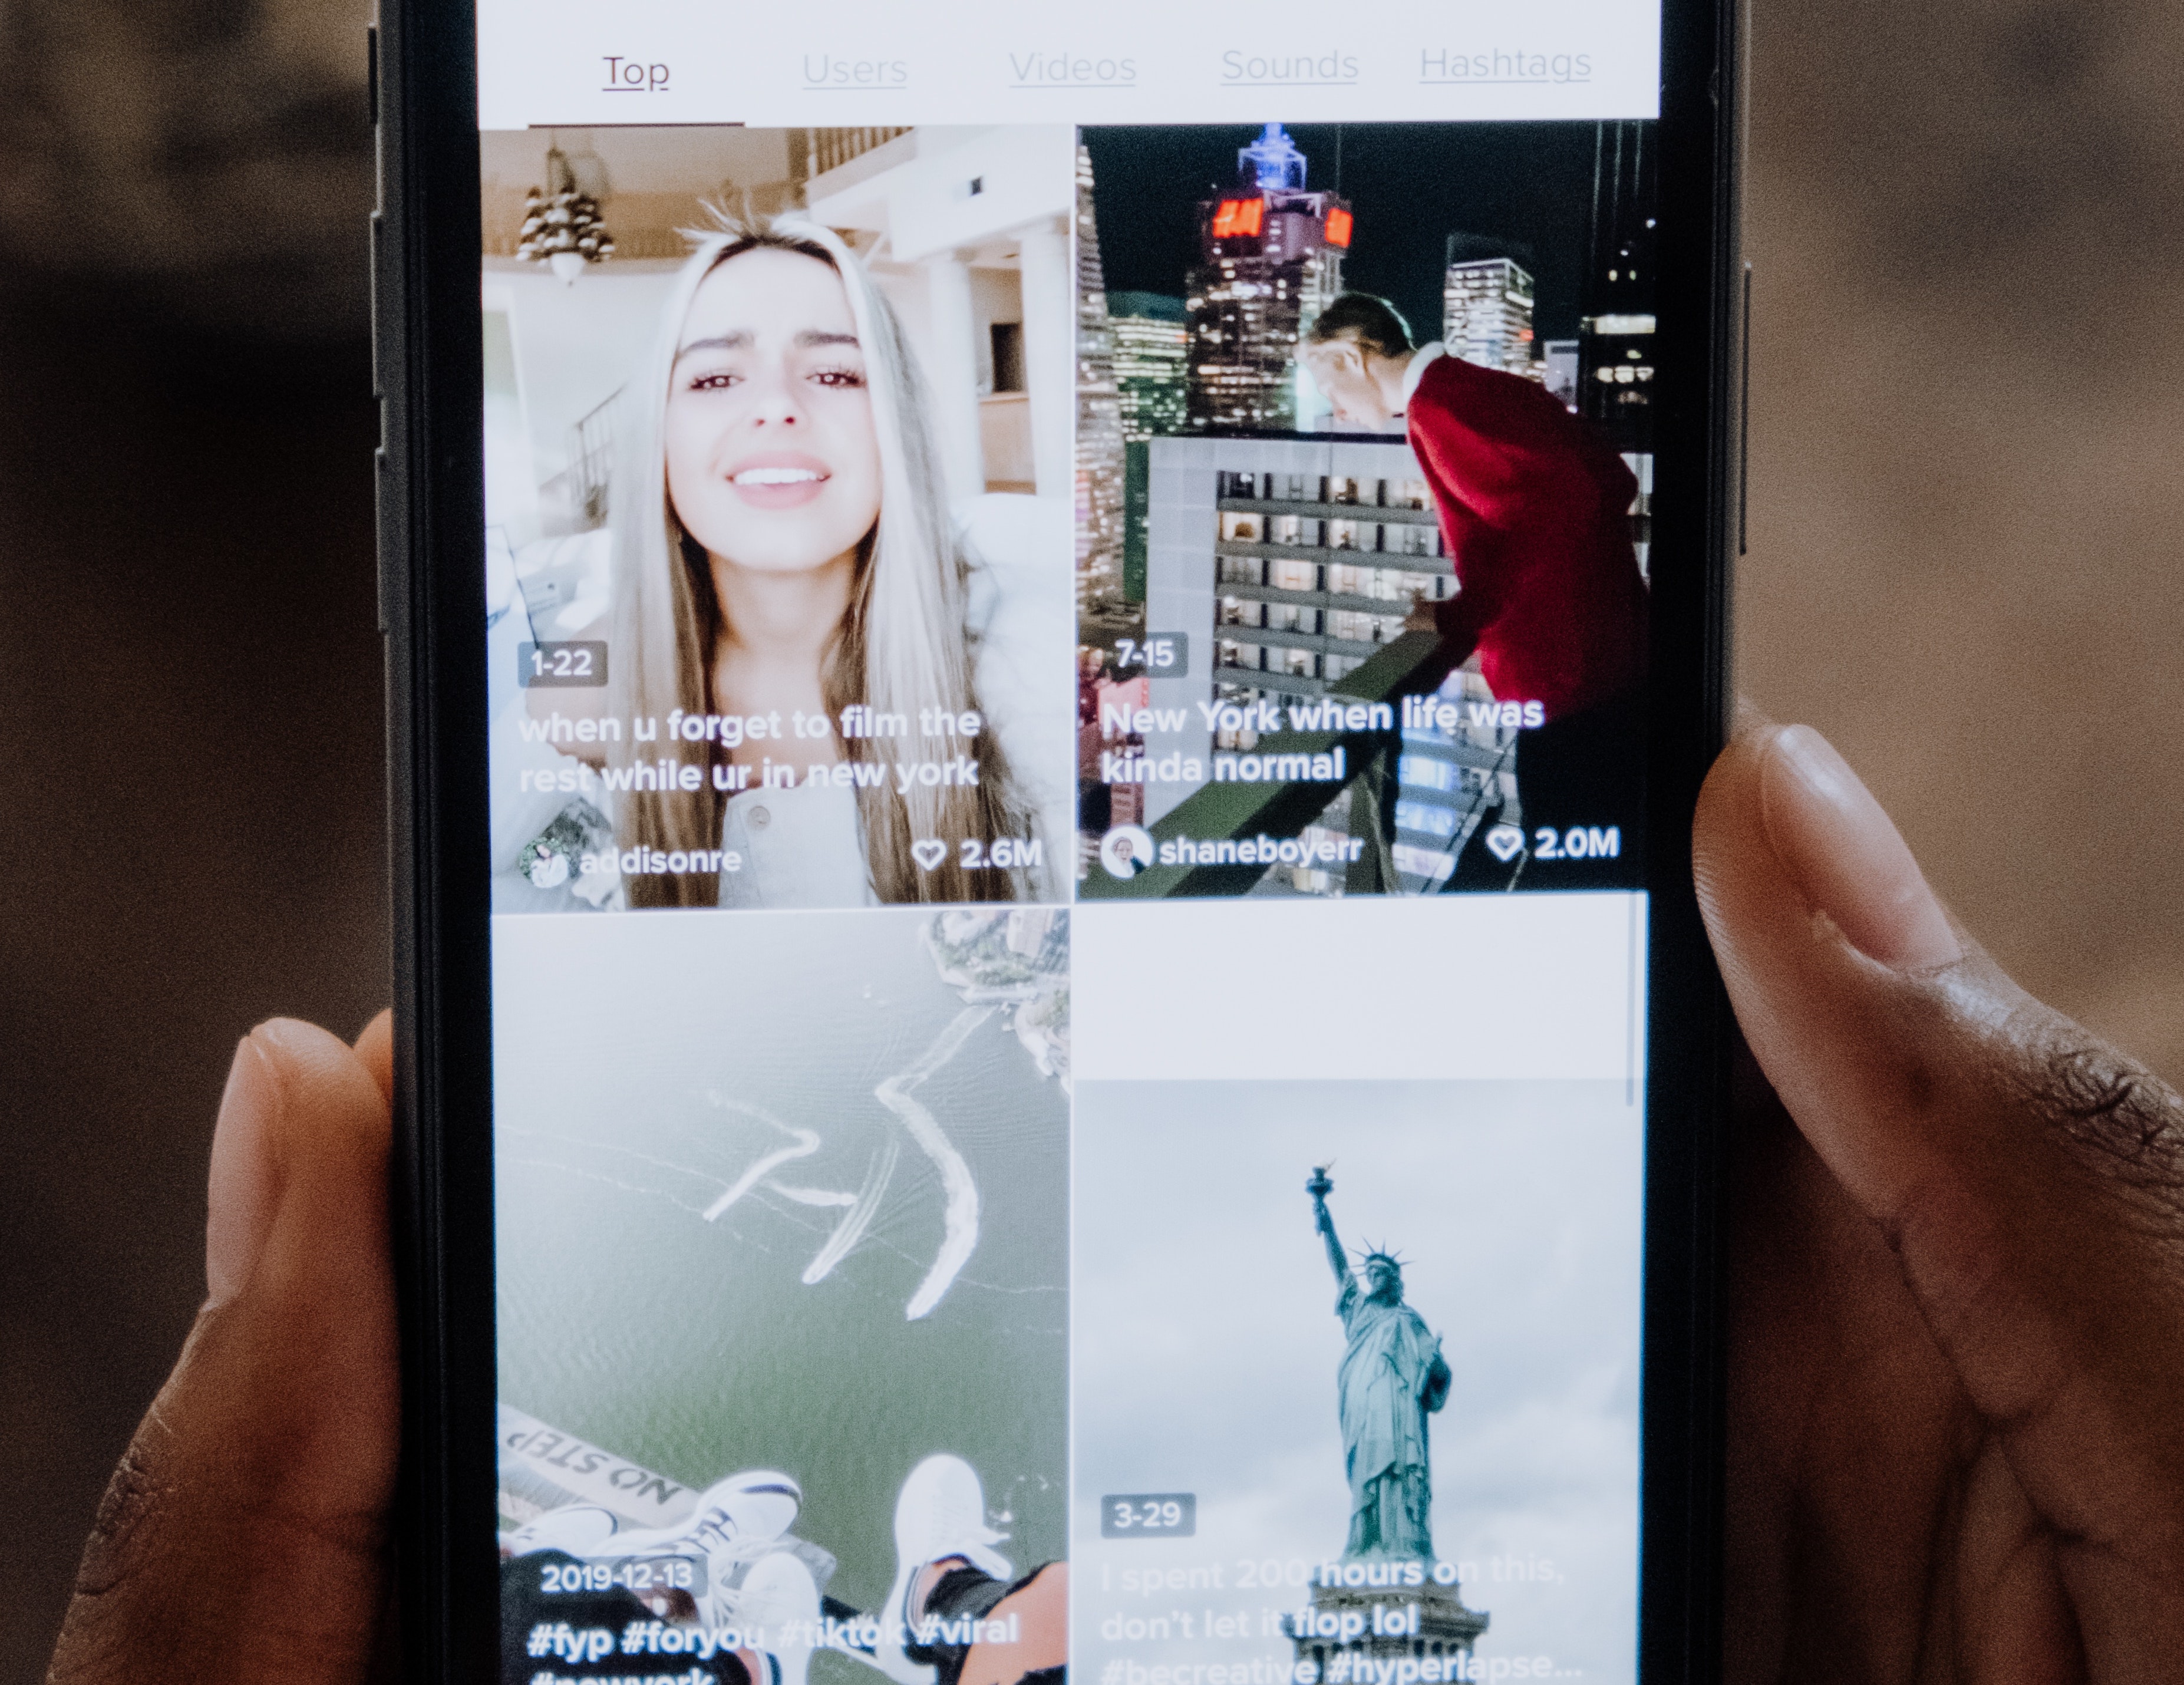 Top Users Videos Sounds Hashtags
1-22
when u forget to film the
rest while ur in new york
addisonre 2.6M
7-15
New York when life was
kinda normal
shaneboyerr 2.0M
NO STEP
2019-12-13
#fyp #foryou #tiktok #viral
#newyork
3-29
I spent 200 hours on this,
don't let it flop lol
#becreative #hyperlapse...